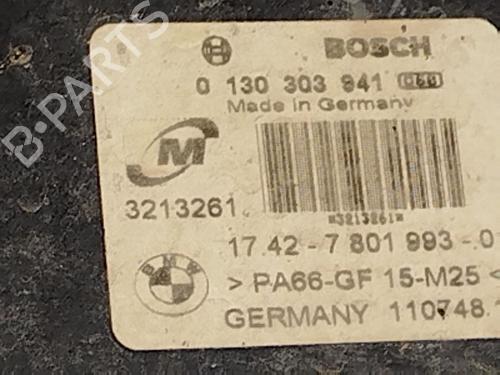 BOSCH
0 130 303 941
Made in Germany
M
3213261
*3213261*
BMW
17.42-7 801 993-0
> PA66-GF 15-M25 <
GERMANY 110748
B-PARTS